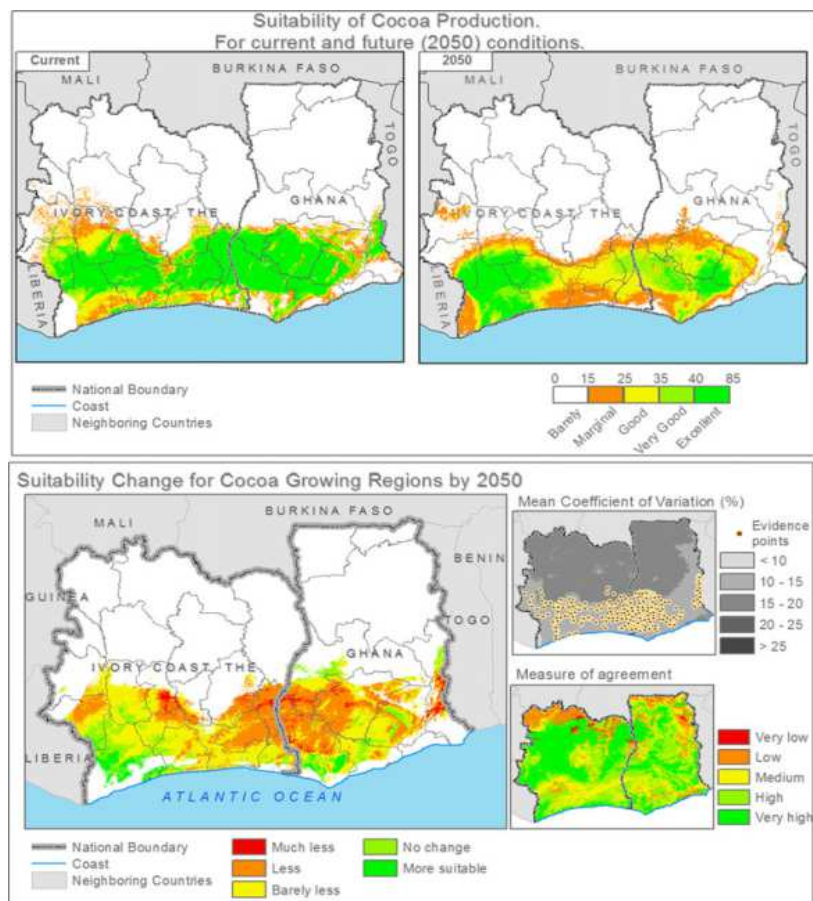 Suitability of Cocoa Production.
For current and future (2050) conditions.
Current
MALI
BURKINA FASO
TOGO
GHANA
IVORY COAST, THE
LIBERIA
2050
MALI
BURKINA FASO
TOGO
GHANA
IVORY COAST, THE
LIBERIA
National Boundary
Coast
Neighboring Countries
0 15 25 35 40 85
Barely
Marginal
Good
Very Good
Excellent
Suitability Change for Cocoa Growing Regions by 2050
MALI
BURKINA FASO
BENIN
GUINEA
TOGO
GHANA
IVORY COAST, THE
LIBERIA
ATLANTIC OCEAN
National Boundary
Coast
Neighboring Countries
Much less
Less
Barely less
No change
More suitable
Mean Coefficient of Variation (%)
Evidence
points
< 10
10 - 15
15 - 20
20 - 25
> 25
Measure of agreement
Very low
Low
Medium
High
Very high